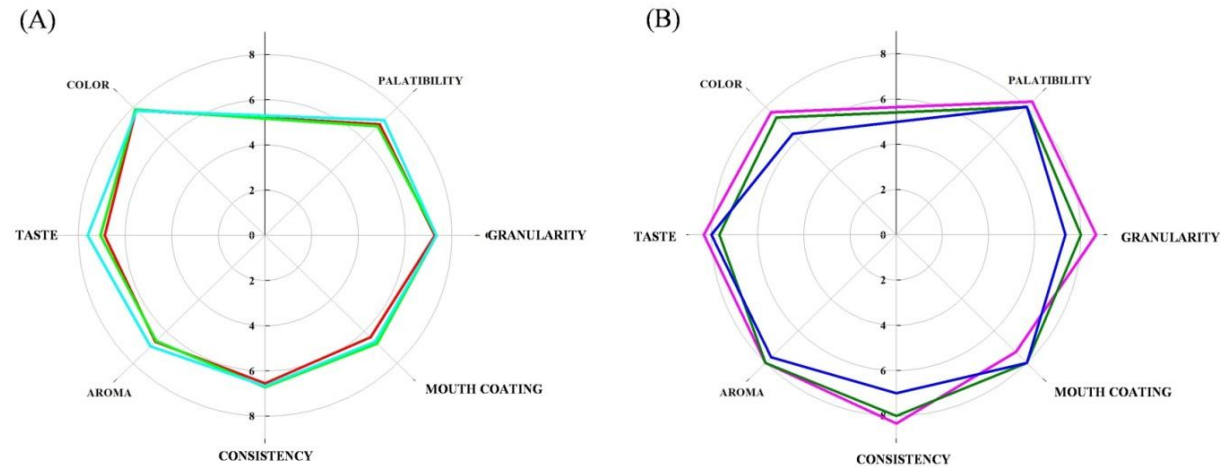 (A)
8
COLOR
PALATIBILITY
6
4
2
TASTE
0
GRANULARITY
2
4
6
AROMA
MOUTH COATING
8
CONSISTENCY
(B)
8
COLOR
PALATIBILITY
6
4
2
TASTE
0
GRANULARITY
2
4
6
AROMA
MOUTH COATING
8
CONSISTENCY